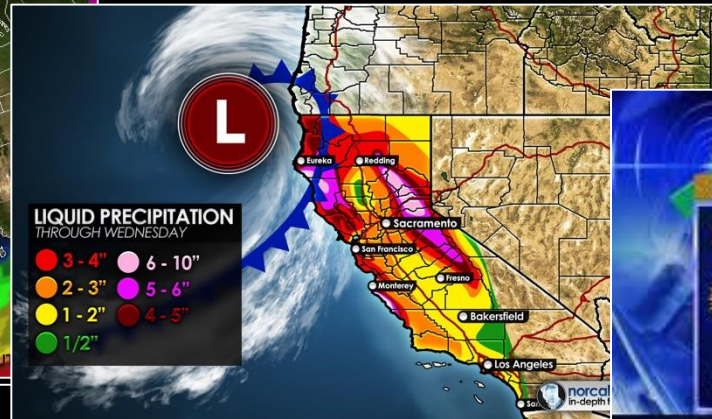 L
Eureka
Redding
Sacramento
San Francisco
Monterey
Fresno
Bakersfield
Los Angeles
LIQUID PRECIPITATION
THROUGH WEDNESDAY
3 - 4" 6 - 10"
2 - 3" 5 - 6"
1 - 2" 4 - 5"
1/2"
norcal
in-depth f